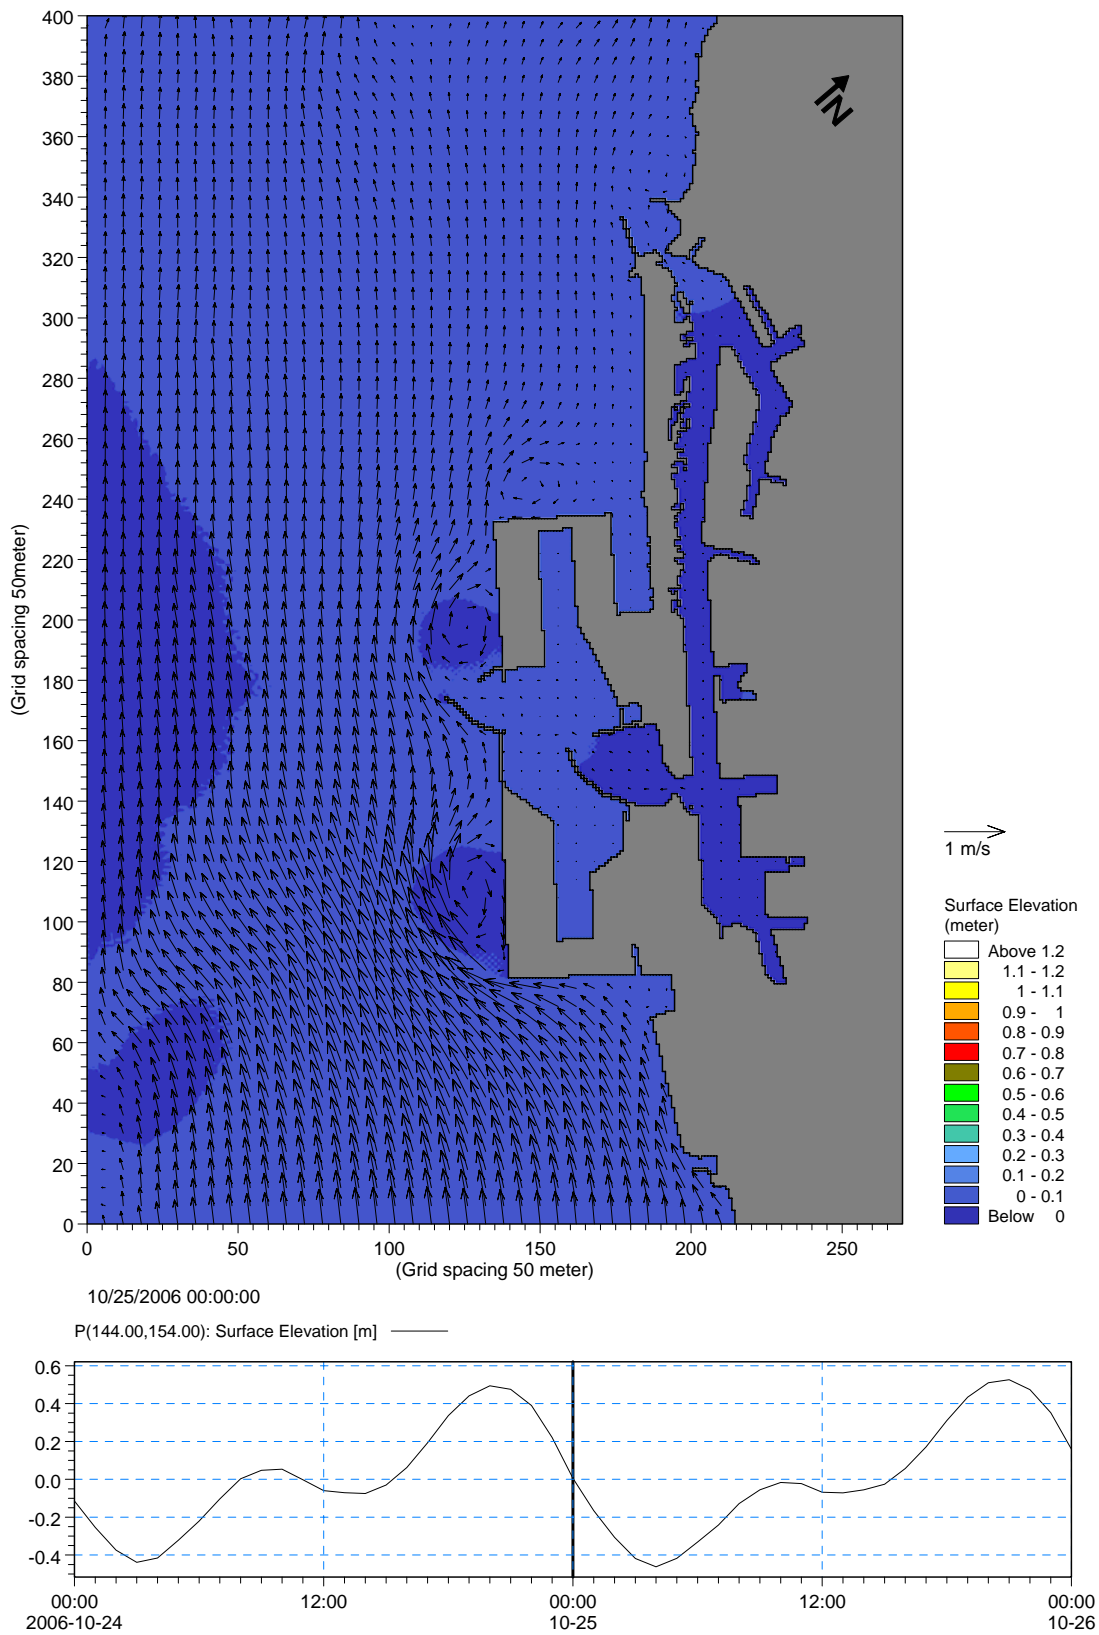 400
380
360
340
320
300
280
260
240
220
200
180
160
140
120
100
80
60
40
20
0
(Grid spacing 50meter)
N
0 50 100 150 200 250
(Grid spacing 50 meter)
1 m/s
Surface Elevation
(meter)
Above 1.2
1.1 - 1.2
1 - 1.1
0.9 - 1
0.8 - 0.9
0.7 - 0.8
0.6 - 0.7
0.5 - 0.6
0.4 - 0.5
0.3 - 0.4
0.2 - 0.3
0.1 - 0.2
0 - 0.1
Below 0
10/25/2006 00:00:00
P(144.00,154.00): Surface Elevation [m]
0.6
0.4
0.2
0.0
-0.2
-0.4
00:00 12:00 00:00 12:00 00:00
2006-10-24 10-25 10-26